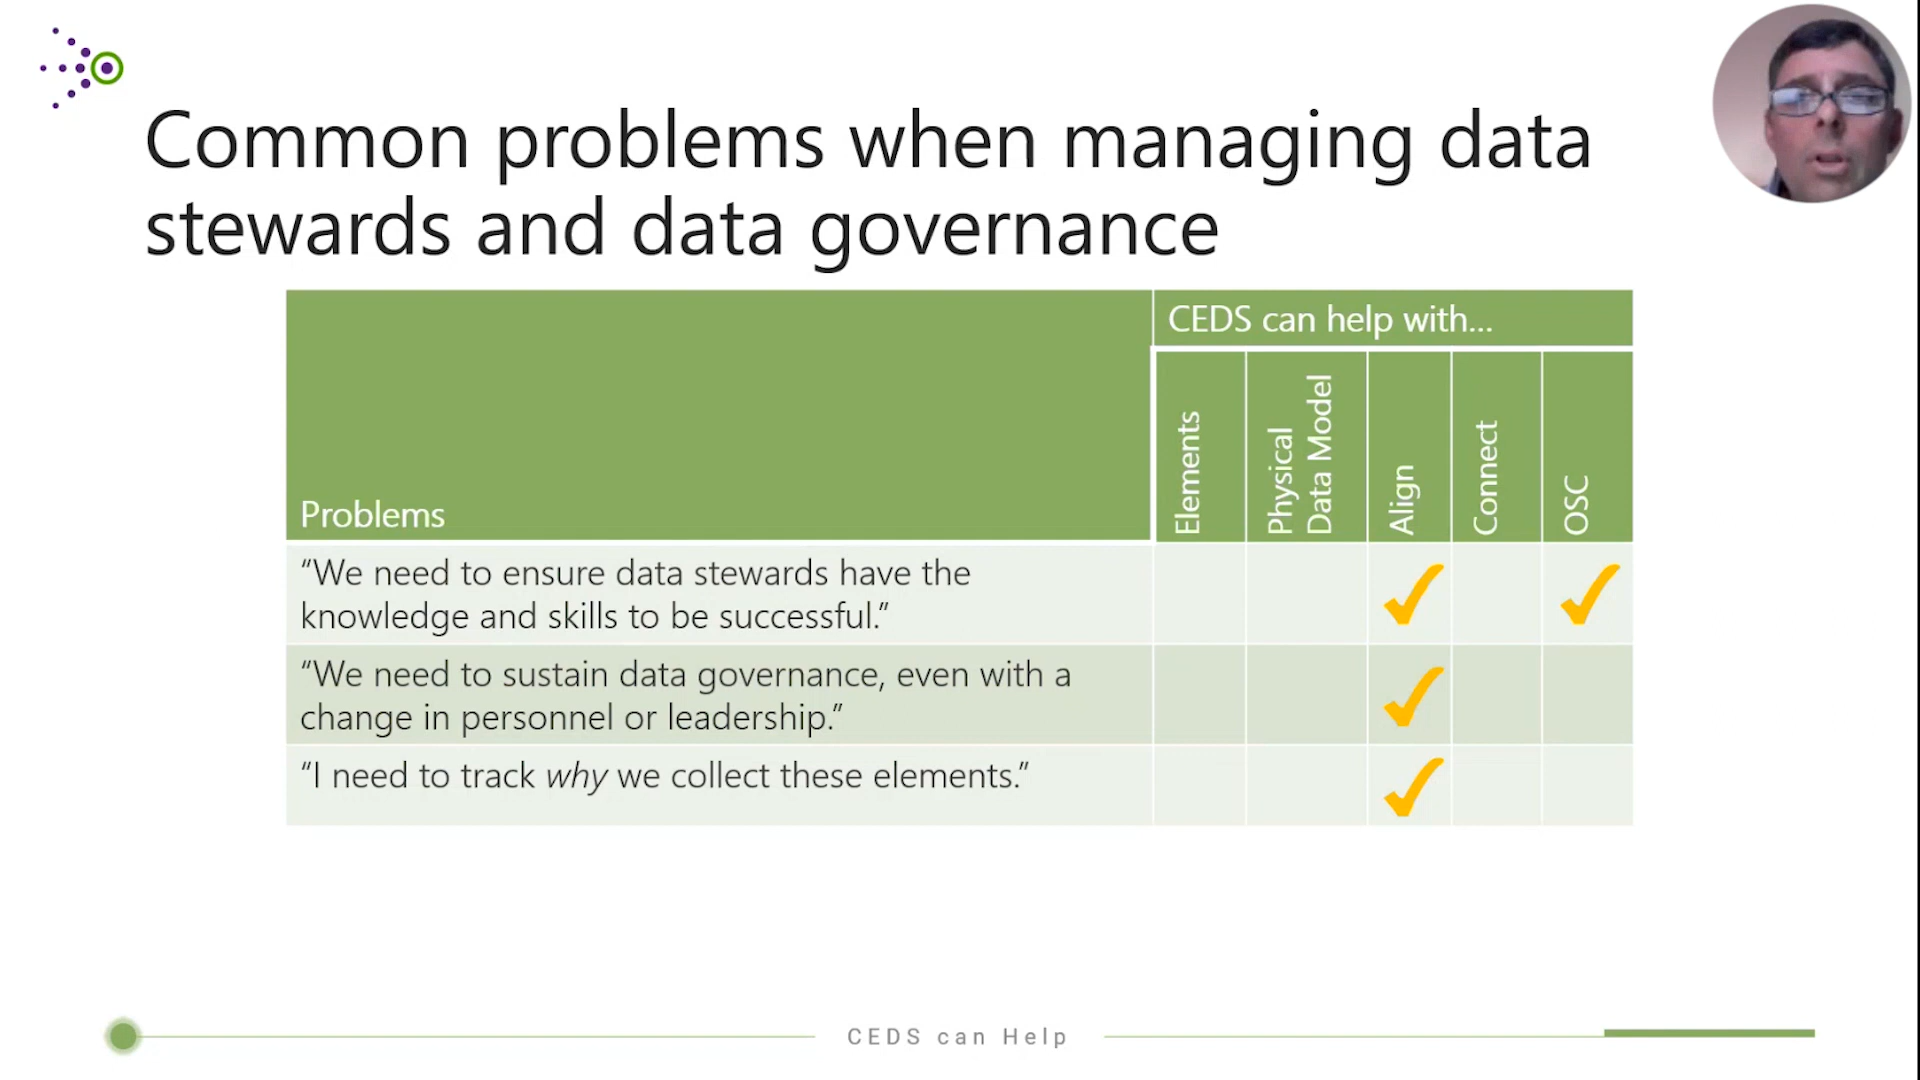 Common problems when managing data
stewards and data governance
CEDS can help with...
Problems
Elements
Physical
Data Model
Align
Connect
OSC
“We need to ensure data stewards have the
knowledge and skills to be successful.”
“We need to sustain data governance, even with a
change in personnel or leadership.”
“I need to track why we collect these elements.”
CEDS can Help